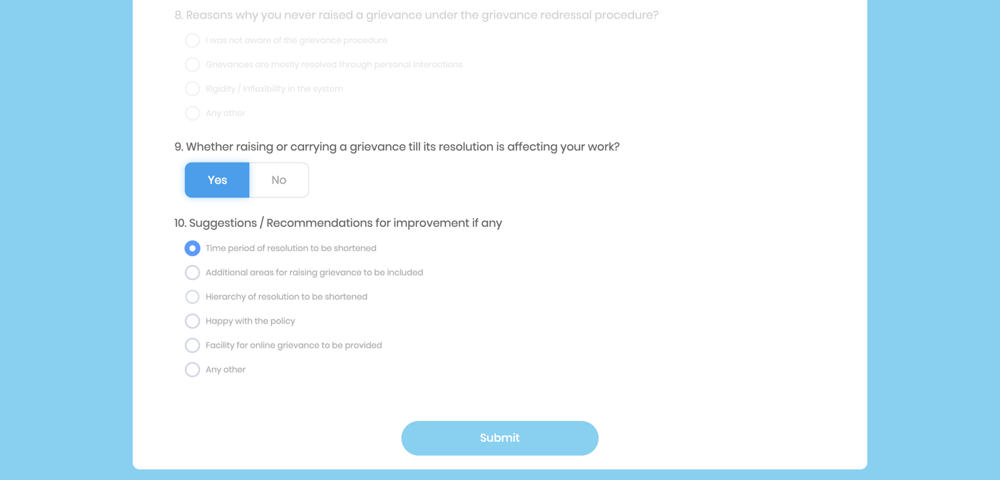 8. Reasons why you never raised a grievance under the grievance redressal procedure?
I was not aware of the grievance procedure
Grievances are mostly resolved through personal interactions
Rigidity / Inflexibility in the system
Any other
9. Whether raising or carrying a grievance till its resolution is affecting your work?
Yes No
10. Suggestions / Recommendations for improvement if any
Time period of resolution to be shortened
Additional areas for raising grievance to be included
Hierarchy of resolution to be shortened
Happy with the policy
Facility for online grievance to be provided
Any other
Submit